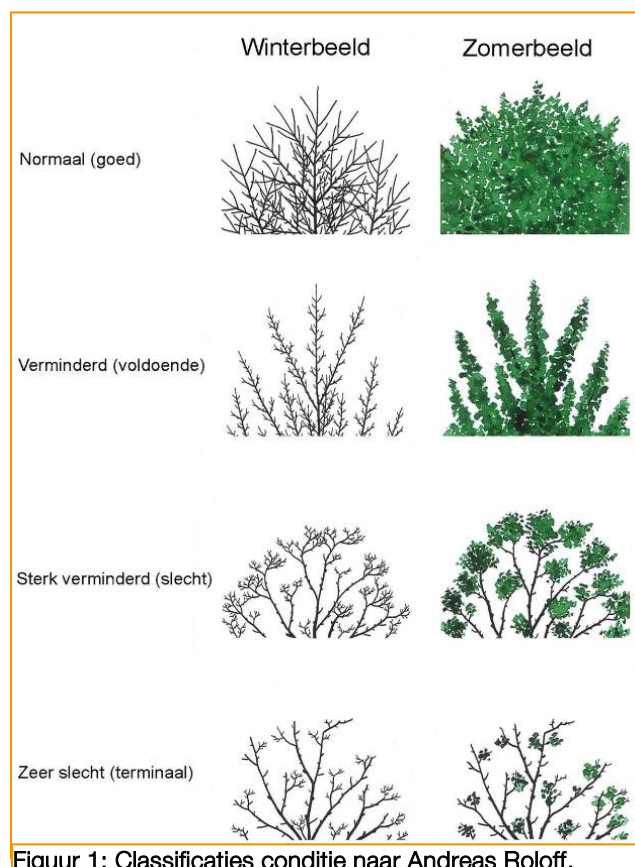 Winterbeeld Zomerbeeld
Normaal (goed)
Verminderd (voldoende)
Sterk verminderd (slecht)
Zeer slecht (terminaal)
Figuur 1: Classificaties conditie naar Andreas Roloff.